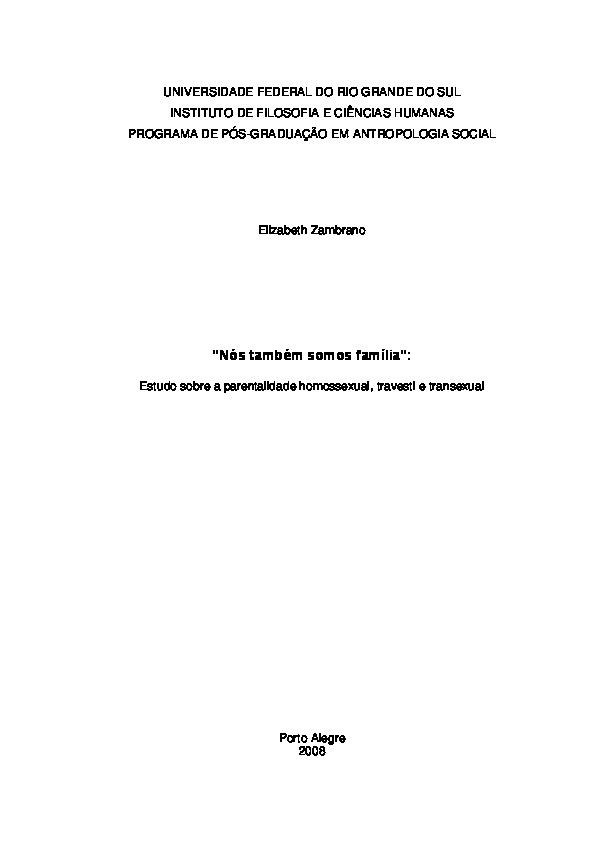 UNIVERSIDADE FEDERAL DO RIO GRANDE DO SUL
INSTITUTO DE FILOSOFIA E CIÊNCIAS HUMANAS
PROGRAMA DE PÓS-GRADUAÇÃO EM ANTROPOLOGIA SOCIAL
Elizabeth Zambrano
"Nós também somos família":
Estudo sobre a parentalidade homossexual, travesti e transexual
Porto Alegre
2008